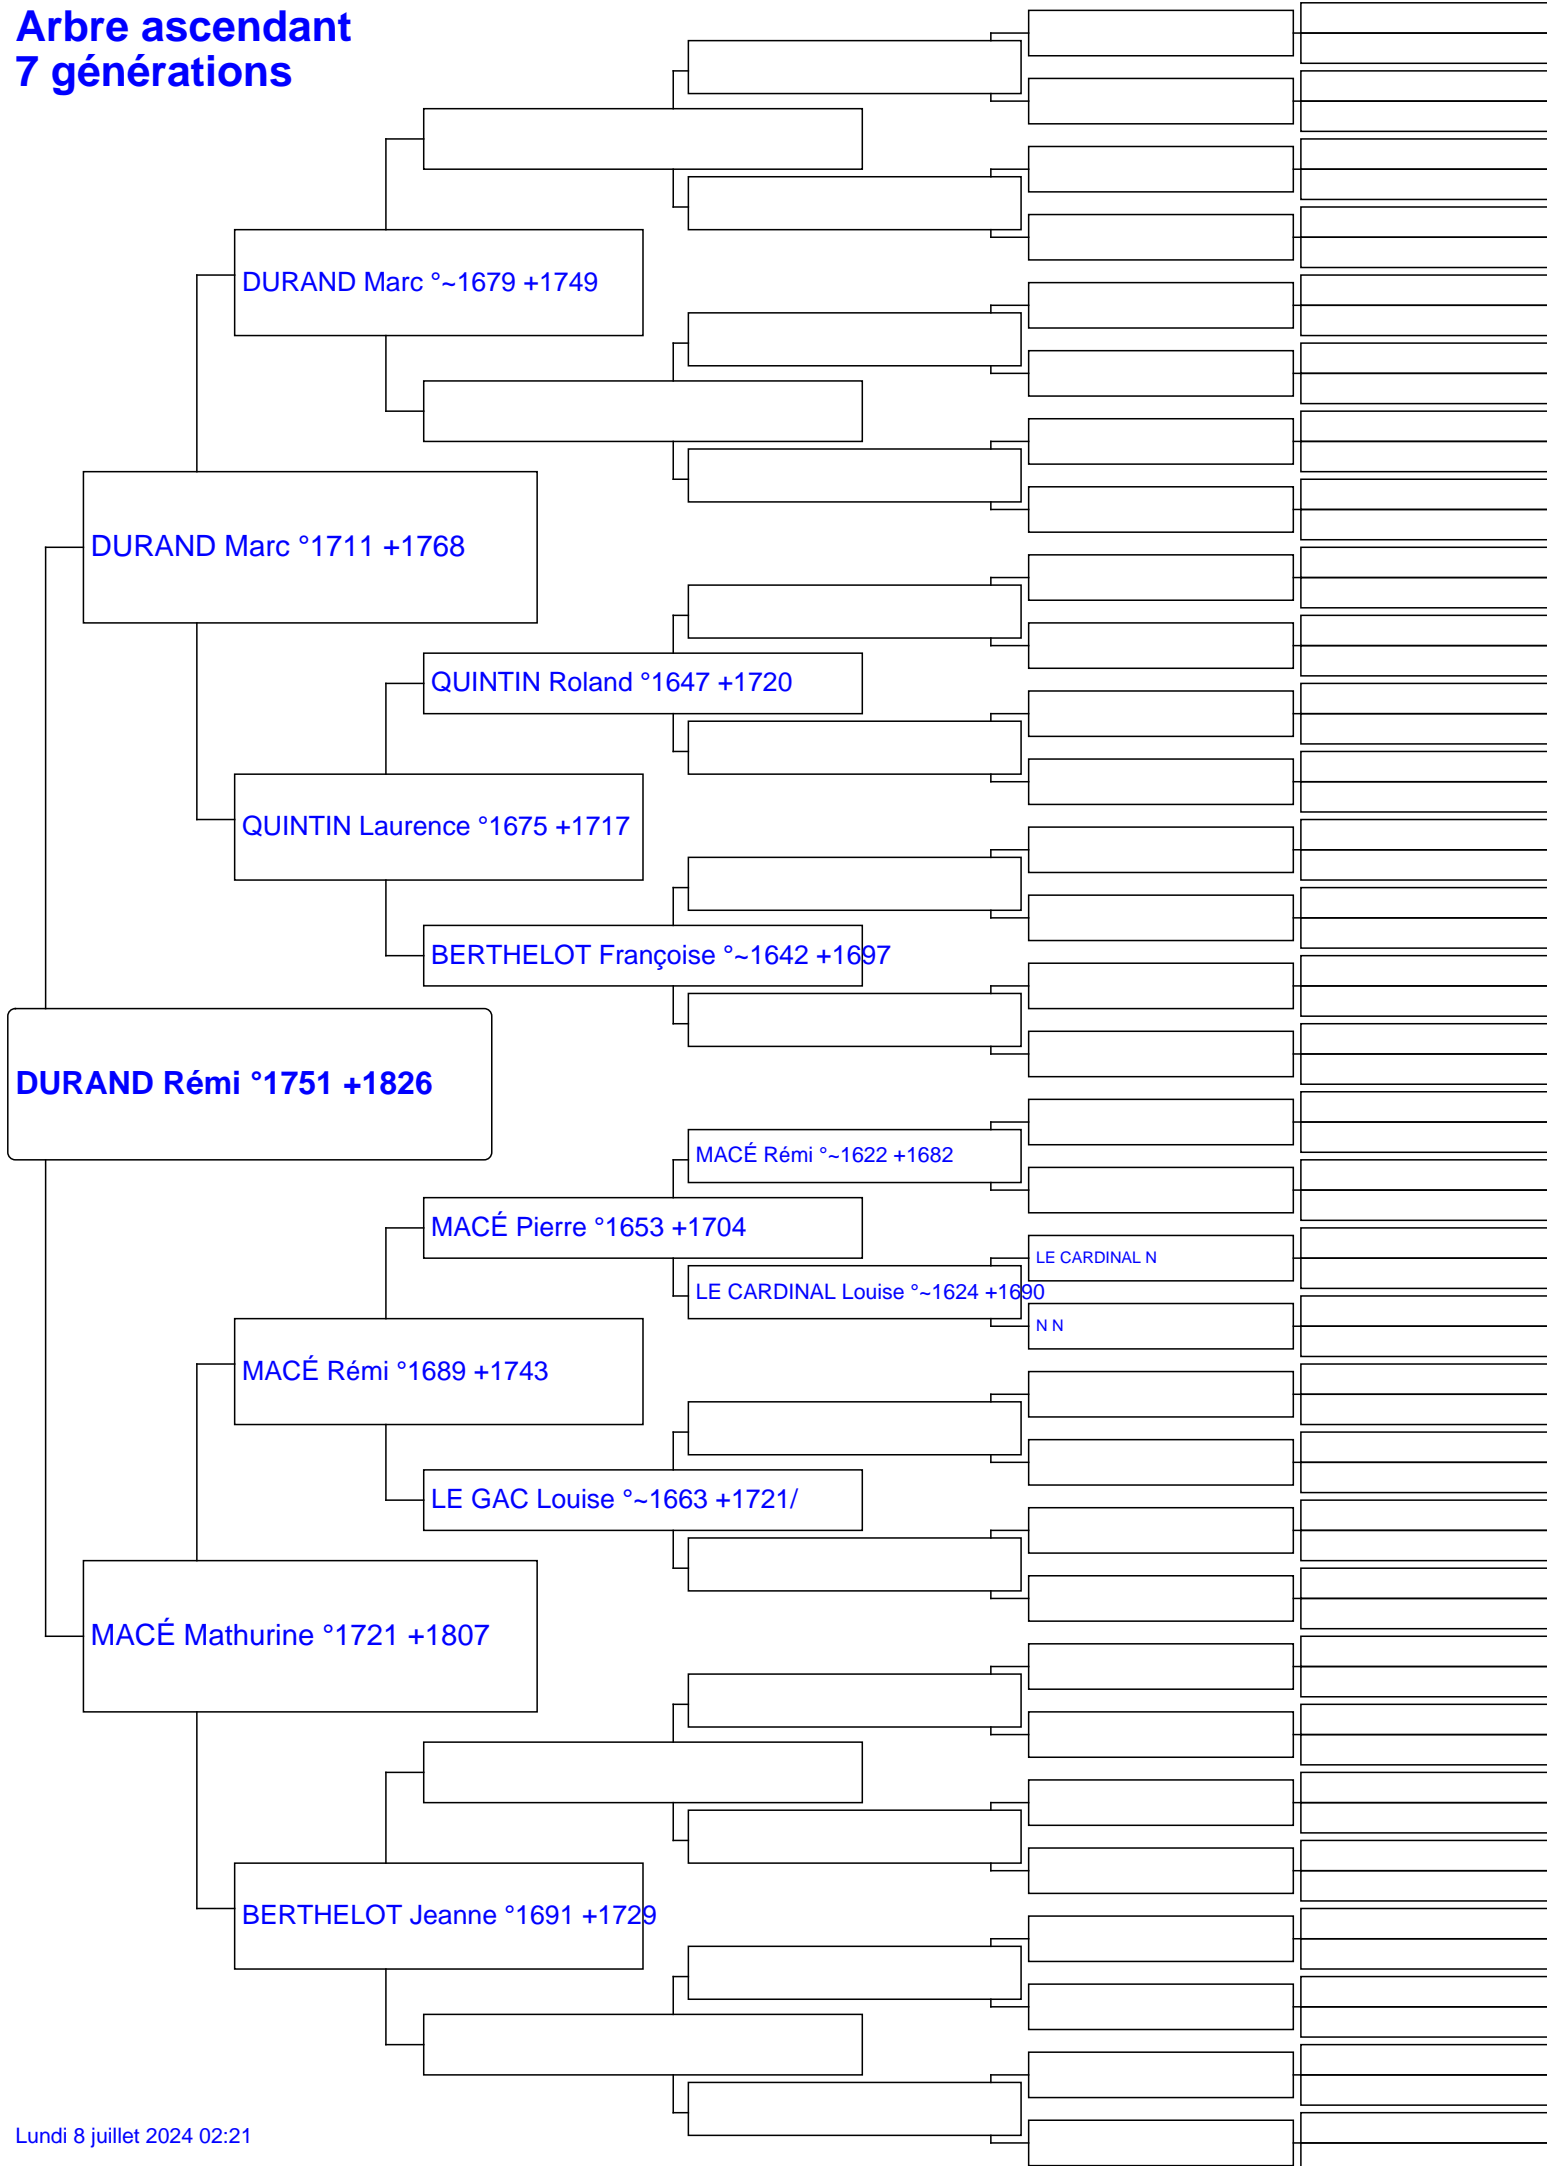 Arbre ascendant
7 générations
DURAND Marc °~1679 +1749
DURAND Marc °1711 +1768
QUINTIN Roland °1647 +1720
QUINTIN Laurence °1675 +1717
BERTHELOT Françoise °~1642 +1697
DURAND Rémi °1751 +1826
MACÉ Rémi °~1622 +1682
MACÉ Pierre °1653 +1704
LE CARDINAL N
LE CARDINAL Louise °~1624 +1690
N N
MACÉ Rémi °1689 +1743
LE GAC Louise °~1663 +1721/
MACÉ Mathurine °1721 +1807
BERTHELOT Jeanne °1691 +1729
Lundi 8 juillet 2024 02:21